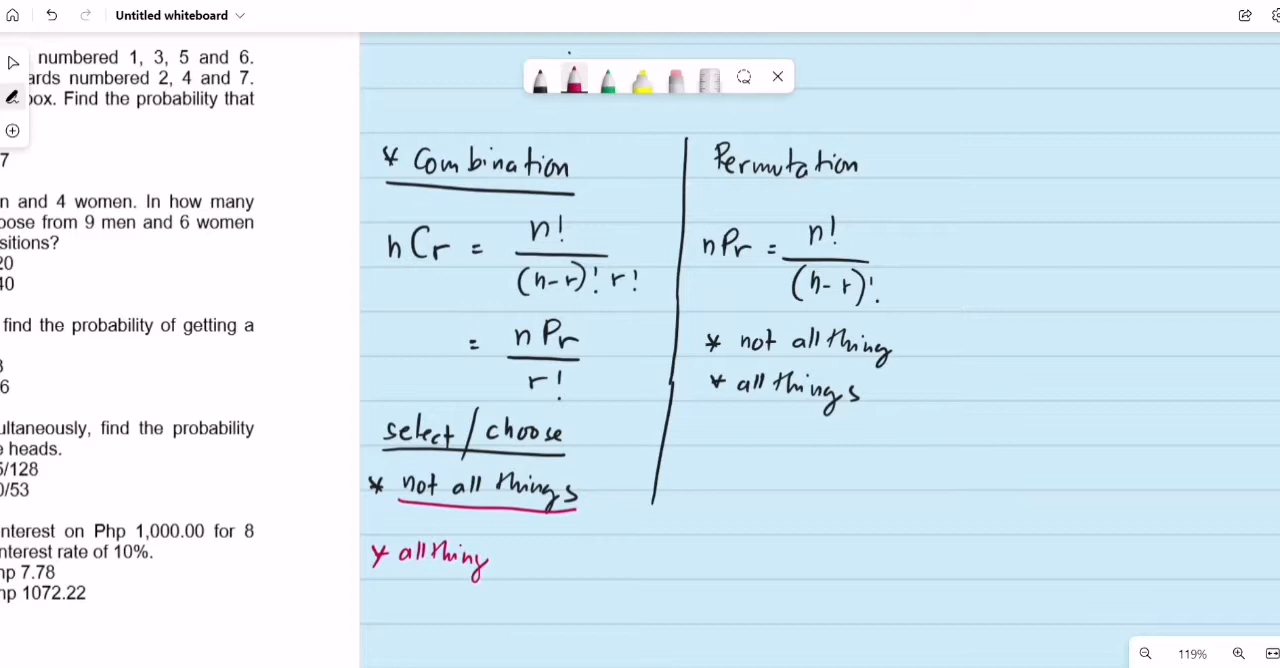 Untitled whiteboard
numbered 1, 3, 5 and 6.
ards numbered 2, 4 and 7.
box. Find the probability that
7
n and 4 women. In how many
oose from 9 men and 6 women
sitions?
20
40
find the probability of getting a
3
6
ultaneously, find the probability
e heads.
5/128
0/53
nterest on Php 1,000.00 for 8
nterest rate of 10%.
hp 7.78
hp 1072.22
* Combination
nCr = n! / (n-r)! r!
= nPr / r!
select/choose
* not all things
* all thing
Permutation
nPr = n! / (n-r)!
* not all thing
* all things
119%